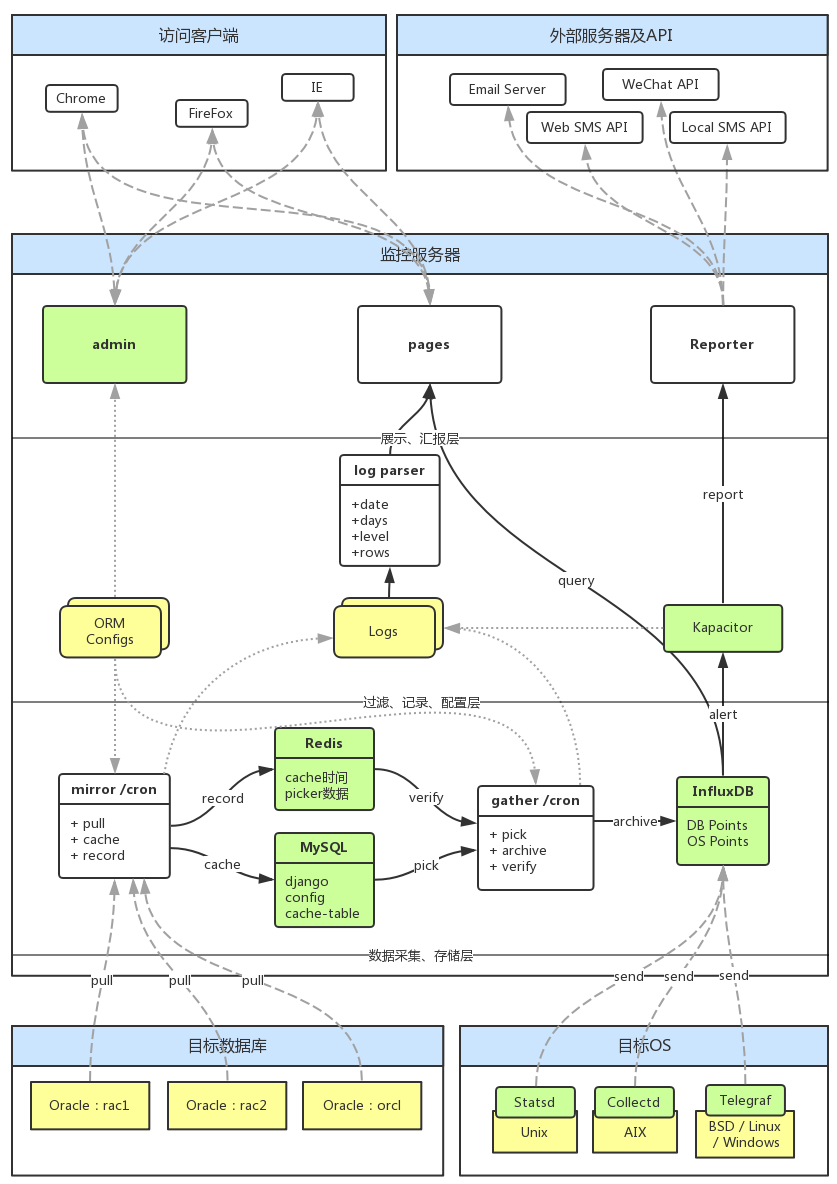 访问客户端
Chrome
FireFox
IE
外部服务器及API
Email Server
WeChat API
Web SMS API
Local SMS API
监控服务器
admin
pages
Reporter
展示、汇报层
log parser
+date
+days
+level
+rows
report
query
ORM
Configs
Logs
Kapacitor
过滤、记录、配置层
alert
mirror /cron
+ pull
+ cache
+ record
record
cache
Redis
cache时间
picker数据
MySQL
django
config
cache-table
verify
pick
gather /cron
+ pick
+ archive
+ verify
archive
InfluxDB
DB Points
OS Points
数据采集、存储层
pull
pull
pull
send
send
send
目标数据库
Oracle : rac1
Oracle : rac2
Oracle : orcl
目标OS
Statsd
Unix
Collectd
AIX
Telegraf
BSD / Linux
/ Windows